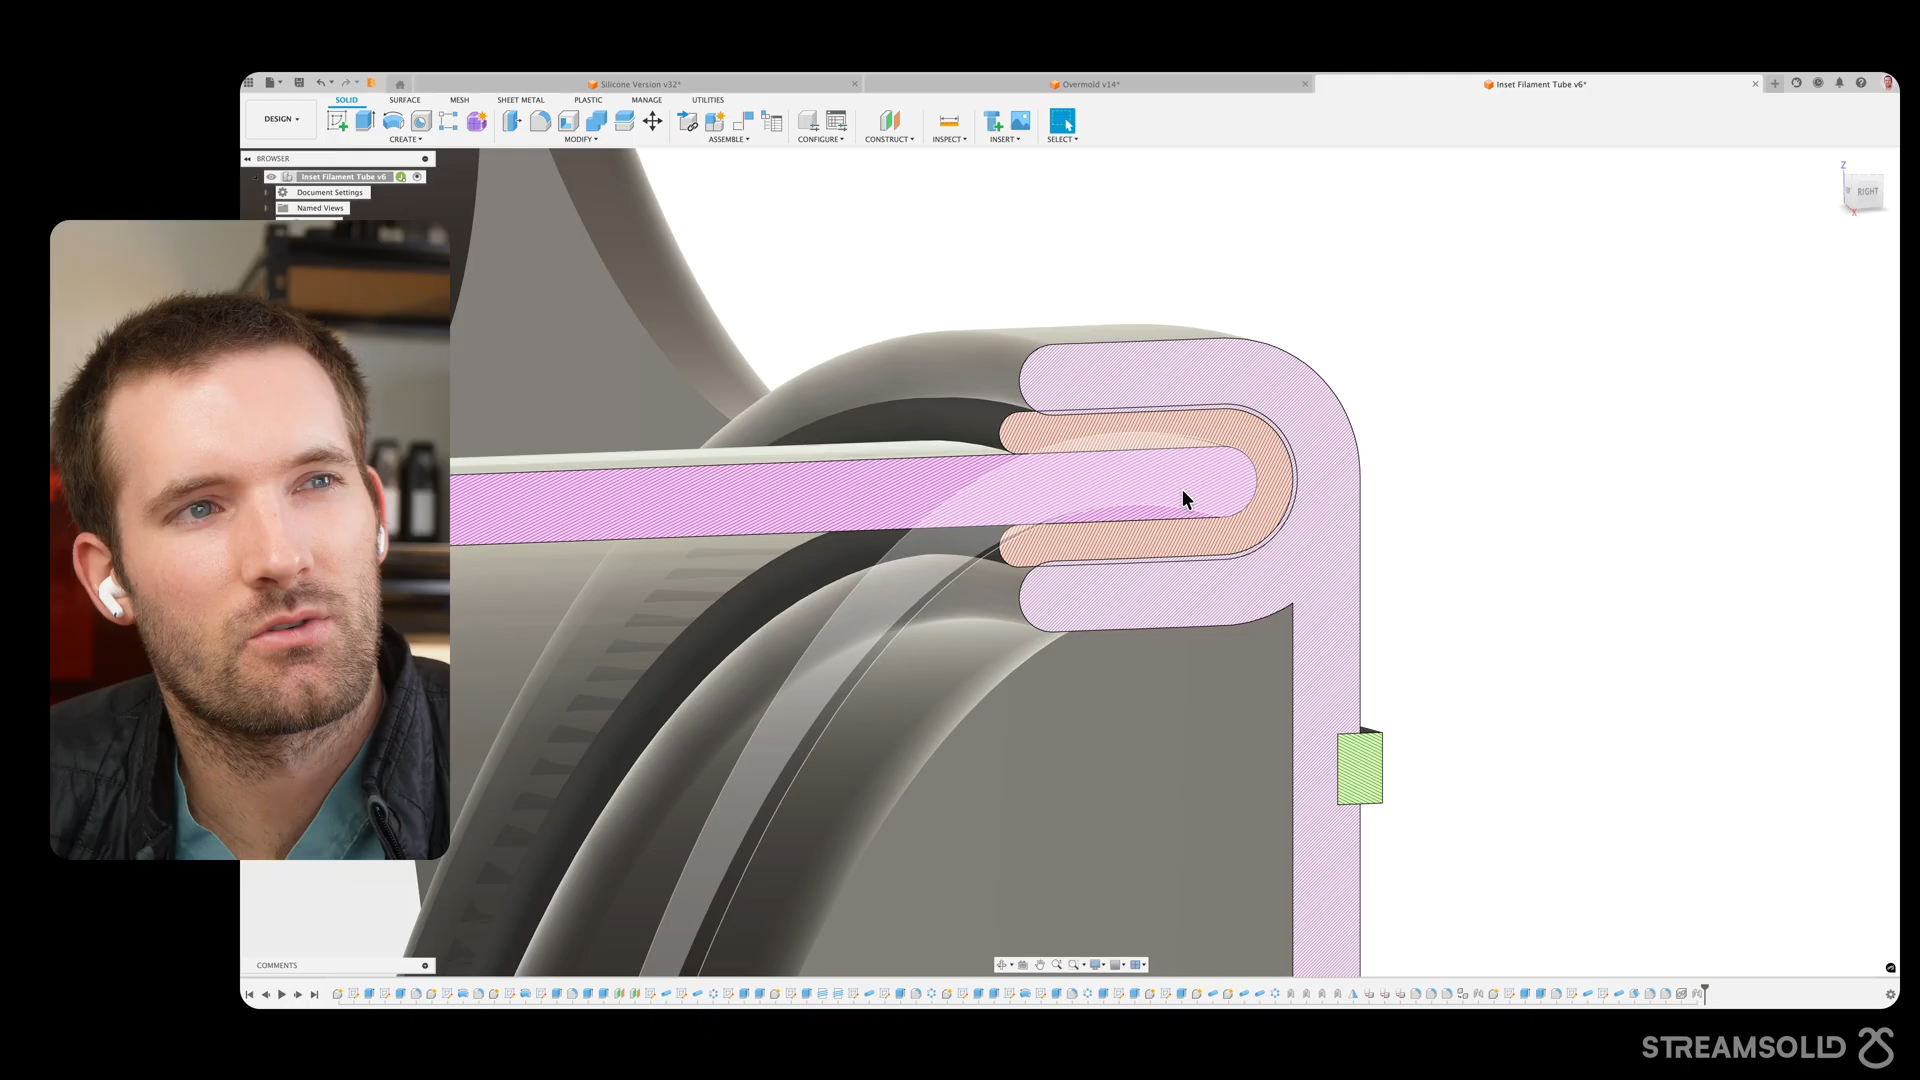 Silicone Version v32*
Overmold v14*
Inset Filament Tube v6*
SOLID
SURFACE
MESH
SHEET METAL
PLASTIC
MANAGE
UTILITIES
DESIGN
CREATE
MODIFY
ASSEMBLE
CONFIGURE
CONSTRUCT
INSPECT
INSERT
SELECT
BROWSER
Inset Filament Tube v6
Document Settings
Named Views
Z
RIGHT
X
COMMENTS
STREAMSOLID